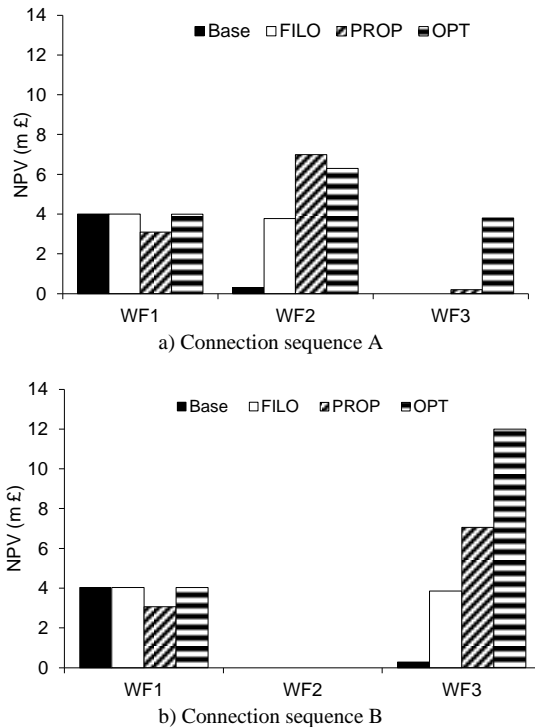 14
Base FILO PROP OPT
12
10
NPV (m £)
8
6
4
2
0
WF1 WF2 WF3
a) Connection sequence A
14
Base FILO PROP OPT
12
10
NPV (m £)
8
6
4
2
0
WF1 WF2 WF3
b) Connection sequence B